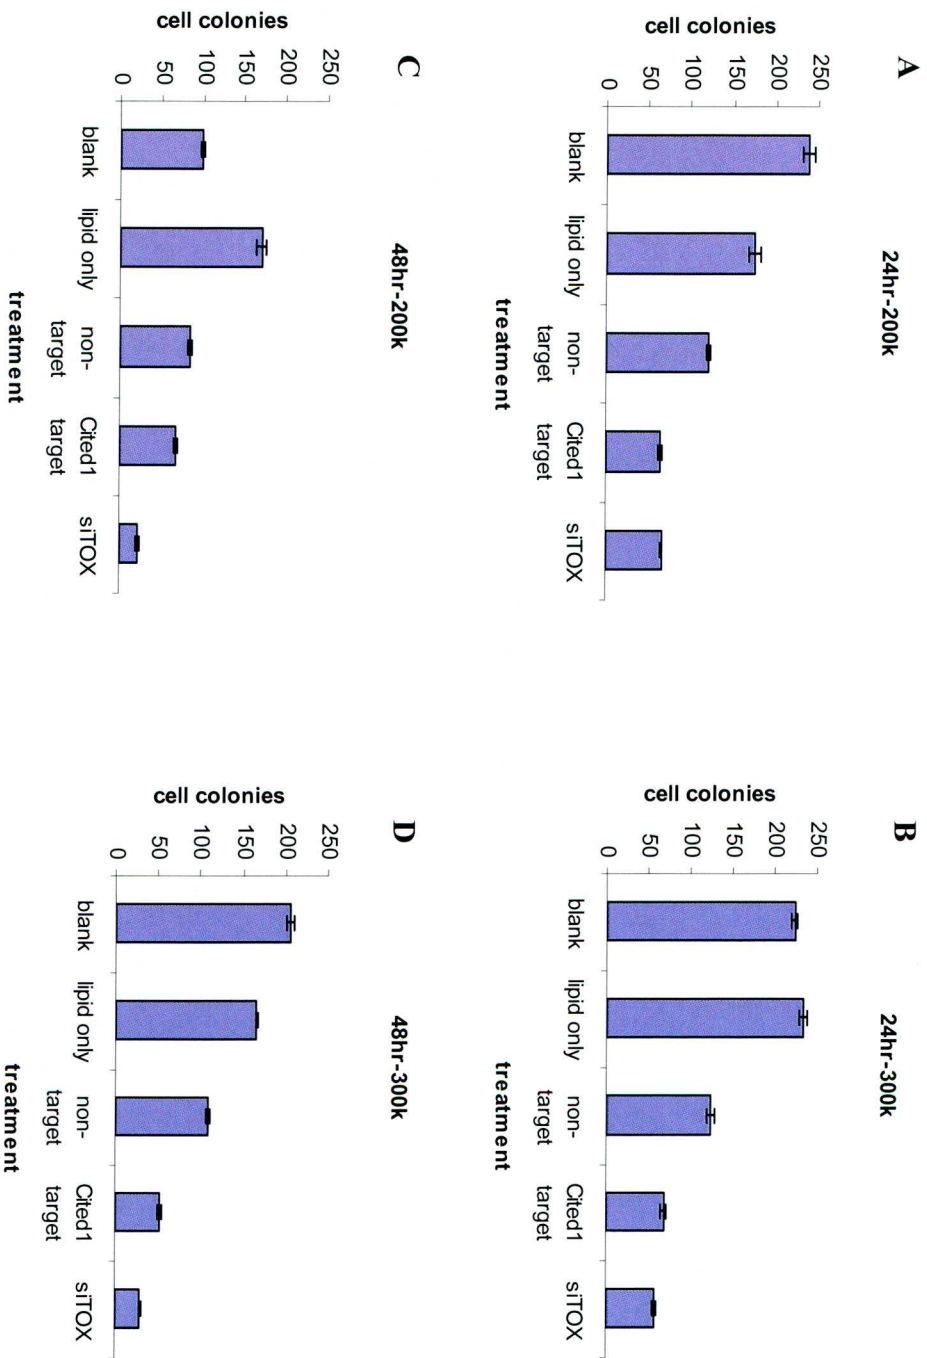 A
24hr-200k
cell colonies
250
200
150
100
50
0
blank
lipid only
non-
target
Cited1
target
siTOX
treatment
B
24hr-300k
cell colonies
250
200
150
100
50
0
blank
lipid only
non-
target
Cited1
target
siTOX
treatment
C
48hr-200k
cell colonies
250
200
150
100
50
0
blank
lipid only
non-
target
Cited1
target
siTOX
treatment
D
48hr-300k
cell colonies
250
200
150
100
50
0
blank
lipid only
non-
target
Cited1
target
siTOX
treatment